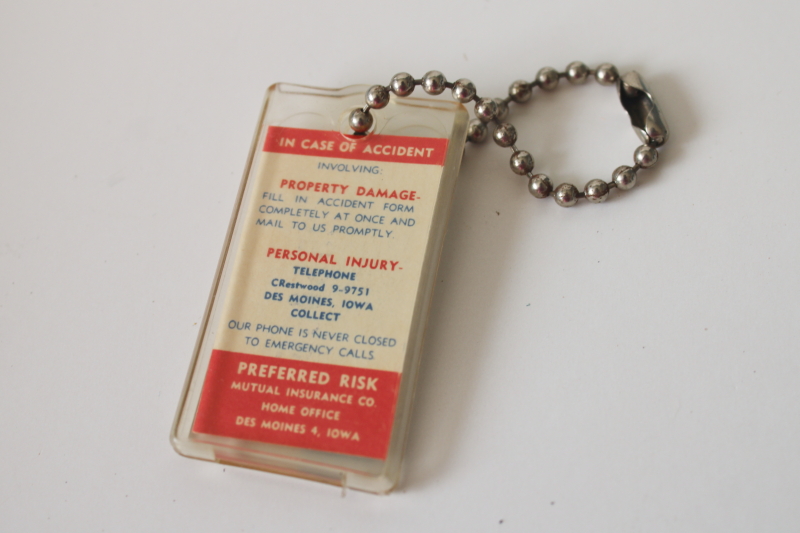 IN CASE OF ACCIDENT
INVOLVING:
PROPERTY DAMAGE-
FILL IN ACCIDENT FORM
COMPLETELY AT ONCE AND
MAIL TO US PROMPTLY.
PERSONAL INJURY-
TELEPHONE
CRestwood 9-9751
DES MOINES, IOWA
COLLECT
OUR PHONE IS NEVER CLOSED
TO EMERGENCY CALLS.
PREFERRED RISK
MUTUAL INSURANCE CO.
HOME OFFICE
DES MOINES 4, IOWA